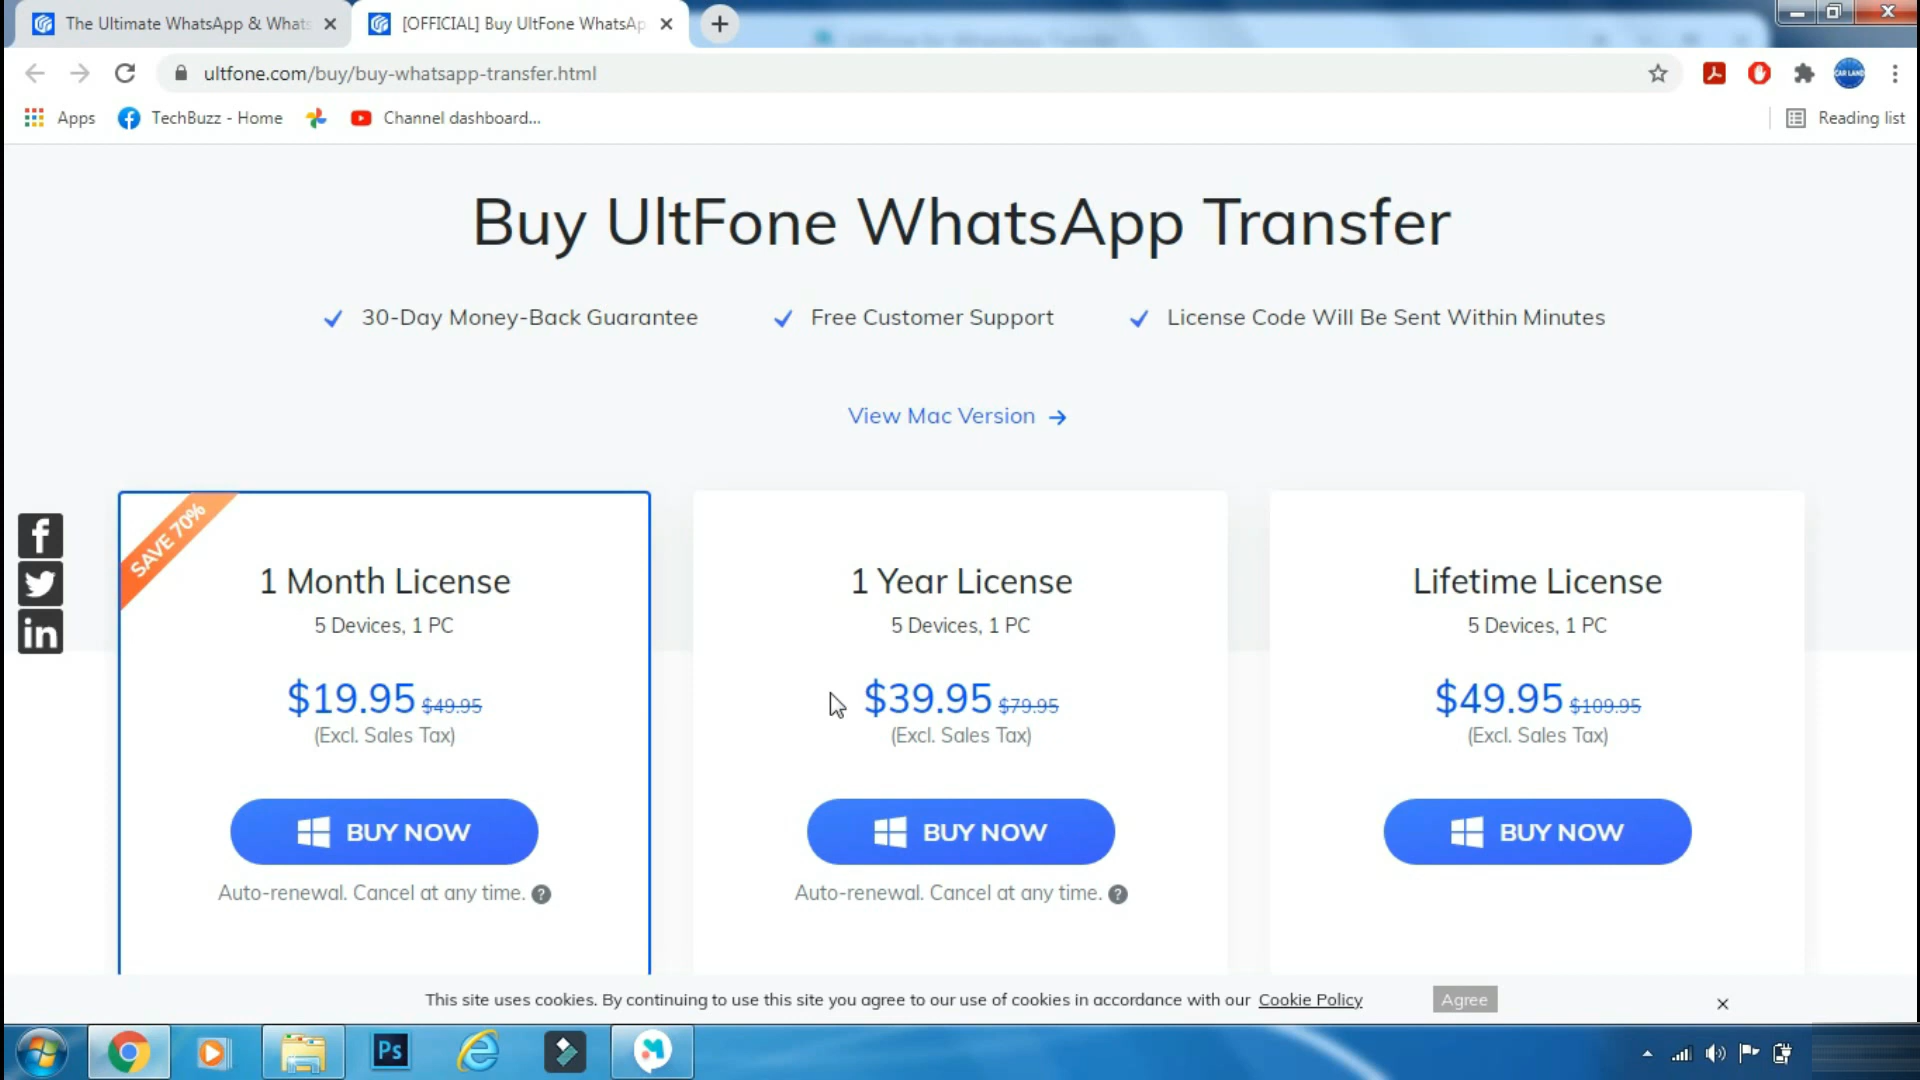 The Ultimate WhatsApp & Whats
[OFFICIAL] Buy UltFone WhatsAp
ultfone.com/buy/buy-whatsapp-transfer.html
CAR LAND
Apps
TechBuzz - Home
Channel dashboard...
Reading list
Buy UltFone WhatsApp Transfer
30-Day Money-Back Guarantee
Free Customer Support
License Code Will Be Sent Within Minutes
View Mac Version →
SAVE 70%
1 Month License
5 Devices, 1 PC
$19.95 $49.95
(Excl. Sales Tax)
BUY NOW
Auto-renewal. Cancel at any time. ?
1 Year License
5 Devices, 1 PC
$39.95 $79.95
(Excl. Sales Tax)
BUY NOW
Auto-renewal. Cancel at any time. ?
Lifetime License
5 Devices, 1 PC
$49.95 $109.95
(Excl. Sales Tax)
BUY NOW
f
in
This site uses cookies. By continuing to use this site you agree to our use of cookies in accordance with our Cookie Policy
Agree
Ps